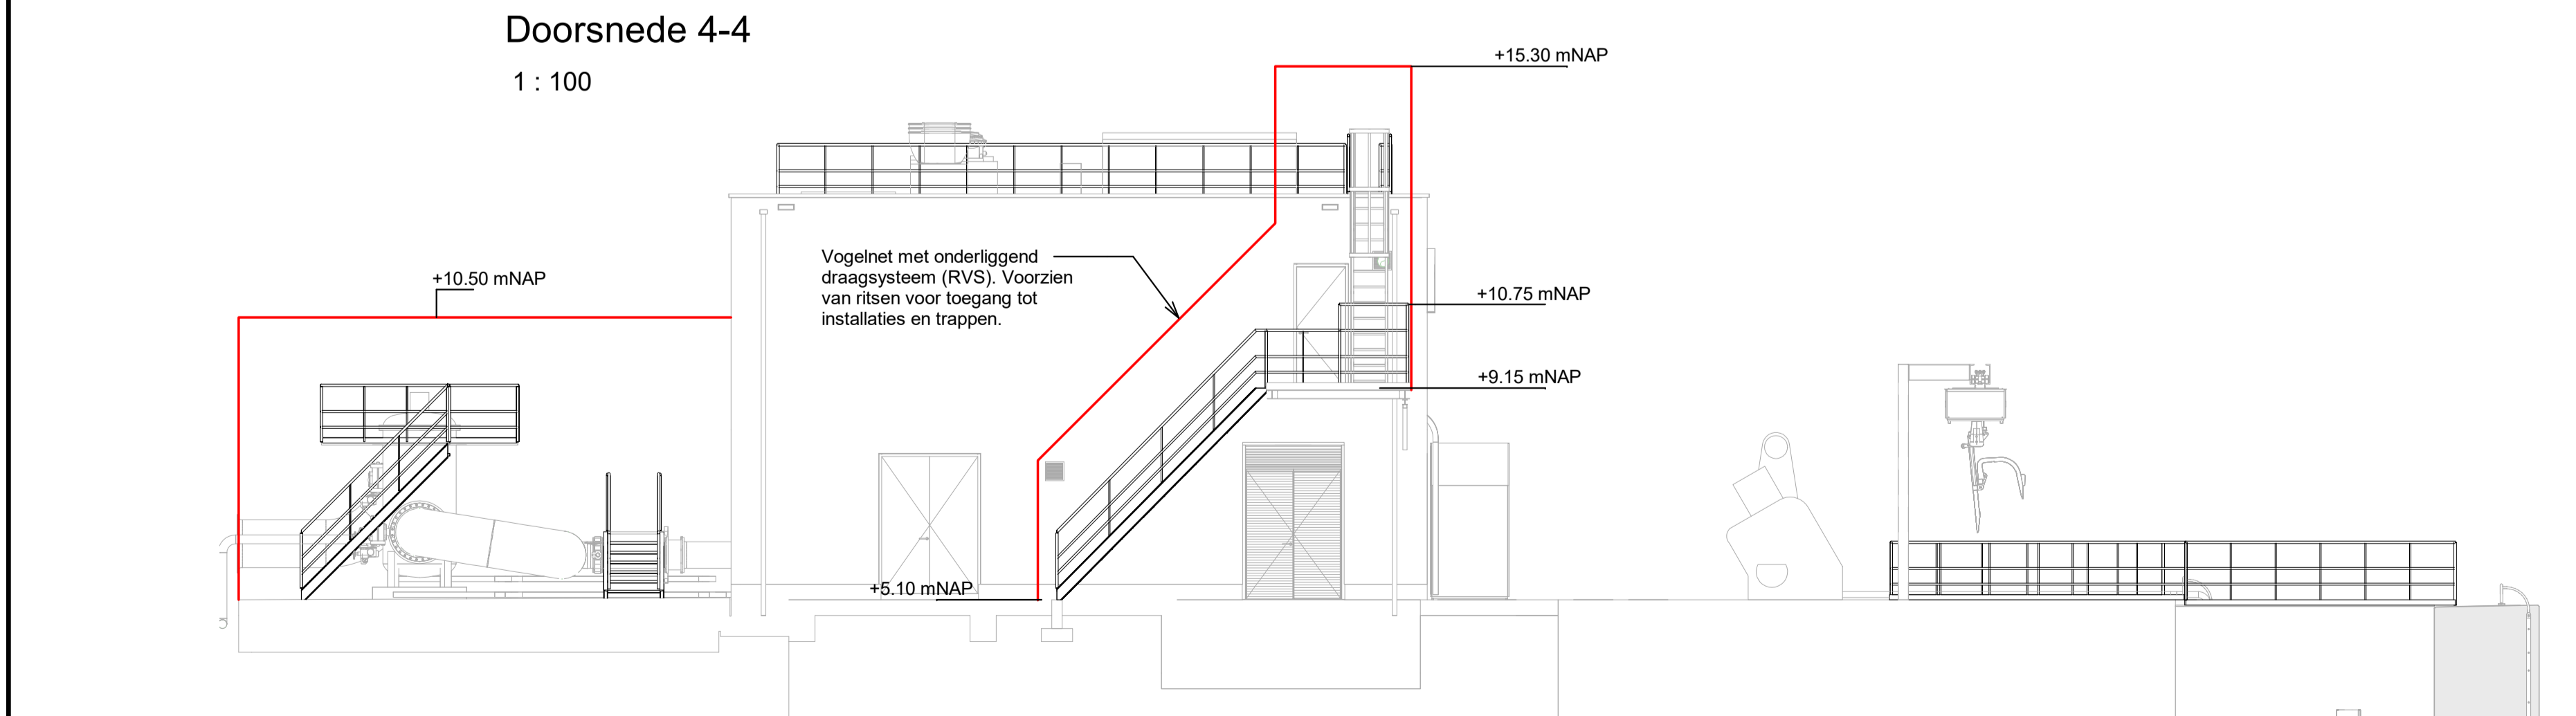 Doorsnede 4-4
1 : 100
+15.30 mNAP
Vogelnet met onderliggend
draagsysteem (RVS). Voorzien
van ritsen voor toegang tot
installaties en trappen.
+10.50 mNAP
+10.75 mNAP
+9.15 mNAP
+5.10 mNAP